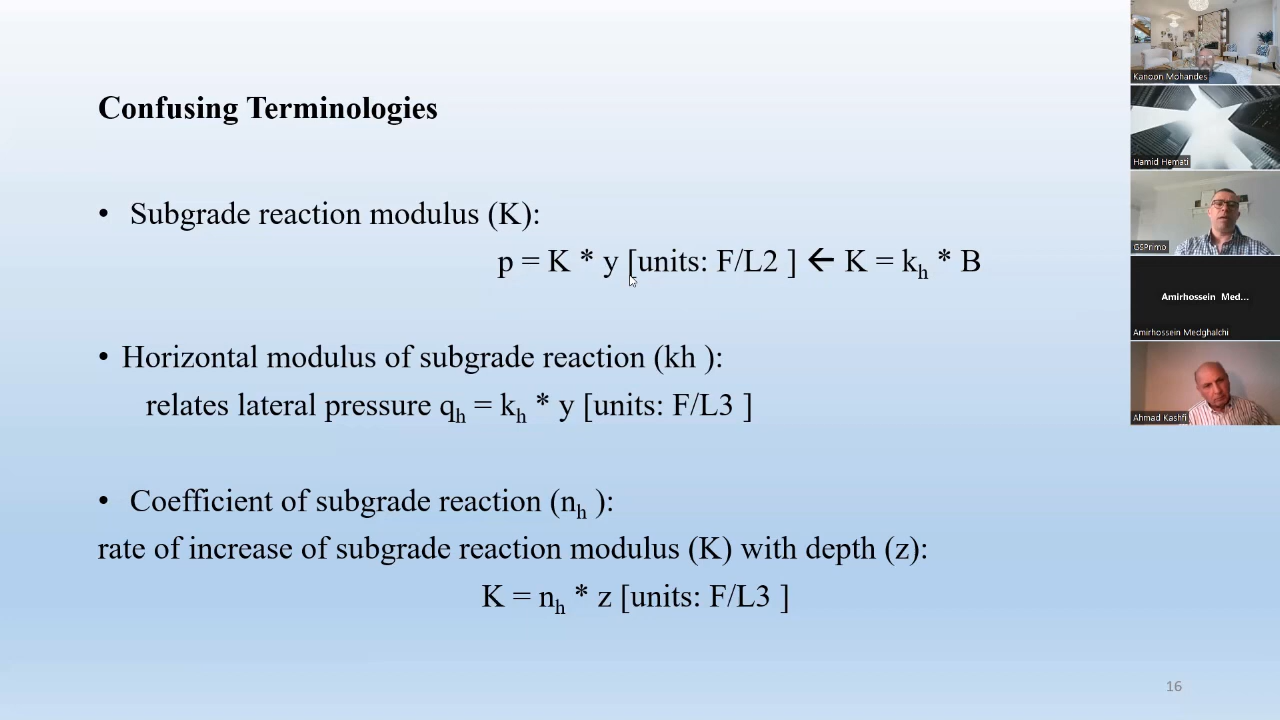 Confusing Terminologies
• Subgrade reaction modulus (K):
p = K * y [units: F/L2 ] ← K = kh * B
• Horizontal modulus of subgrade reaction (kh ):
relates lateral pressure qh = kh * y [units: F/L3 ]
• Coefficient of subgrade reaction (nh ):
rate of increase of subgrade reaction modulus (K) with depth (z):
K = nh * z [units: F/L3 ]
16
Kanoon Mohandes
Hamid Hemati
GSPrimo
Amirhossein Med...
Amirhossein Medghalchi
Ahmad Kashfi